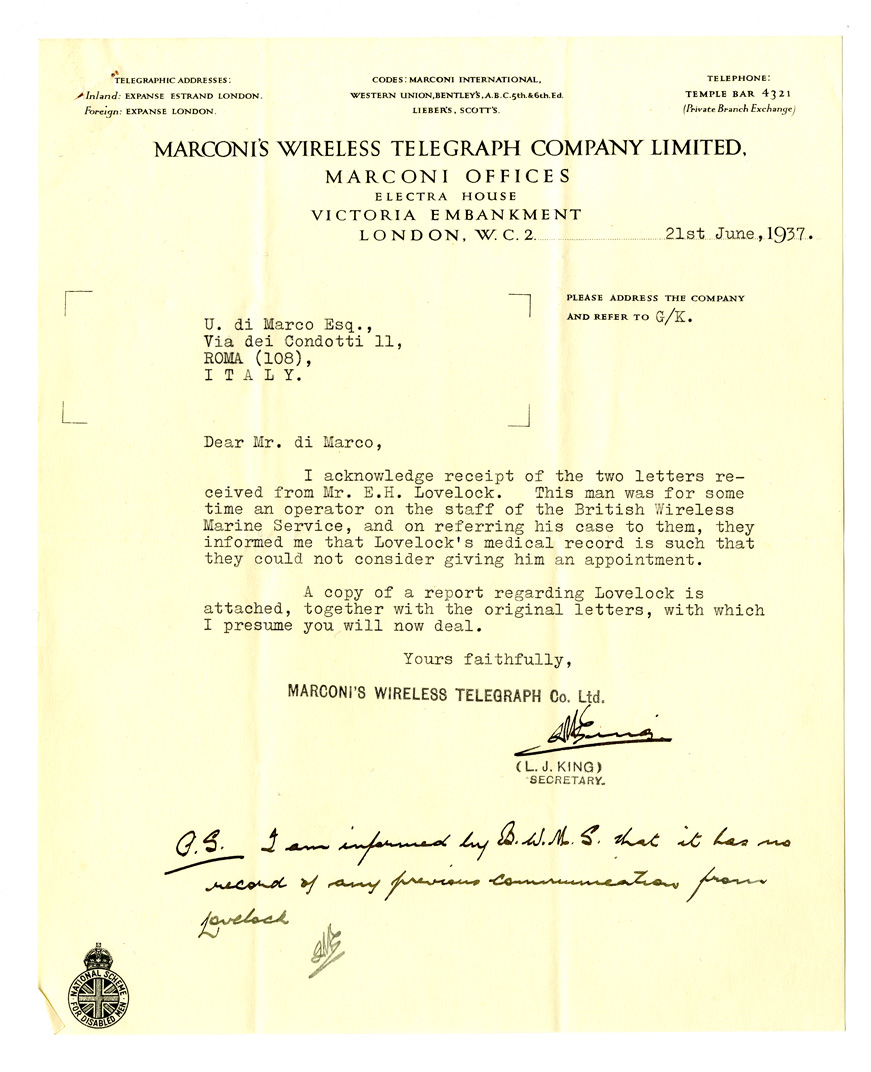 TELEGRAPHIC ADDRESSES:
Inland: EXPANSE ESTRAND LONDON.
Foreign: EXPANSE LONDON.
CODES: MARCONI INTERNATIONAL,
WESTERN UNION, BENTLEY'S, A.B.C. 5th. & 6th. Ed.
LIEBER'S, SCOTT'S.
TELEPHONE:
TEMPLE BAR 4321
(Private Branch Exchange)
MARCONI'S WIRELESS TELEGRAPH COMPANY LIMITED,
MARCONI OFFICES
ELECTRA HOUSE
VICTORIA EMBANKMENT
LONDON, W.C.2. 21st June, 1937.
PLEASE ADDRESS THE COMPANY
AND REFER TO G/K.
U. di Marco Esq.,
Via dei Condotti 11,
ROMA (108),
I T A L Y.
Dear Mr. di Marco,
I acknowledge receipt of the two letters re-
ceived from Mr. E.H. Lovelock. This man was for some
time an operator on the staff of the British Wireless
Marine Service, and on referring his case to them, they
informed me that Lovelock's medical record is such that
they could not consider giving him an appointment.
A copy of a report regarding Lovelock is
attached, together with the original letters, with which
I presume you will now deal.
Yours faithfully,
MARCONI'S WIRELESS TELEGRAPH Co. Ltd.
(L. J. KING)
SECRETARY.
P.S. I am informed by B.W.M.S. that it has no
record of any previous communication from
Lovelock
NATIONAL SCHEME
FOR DISABLED MEN